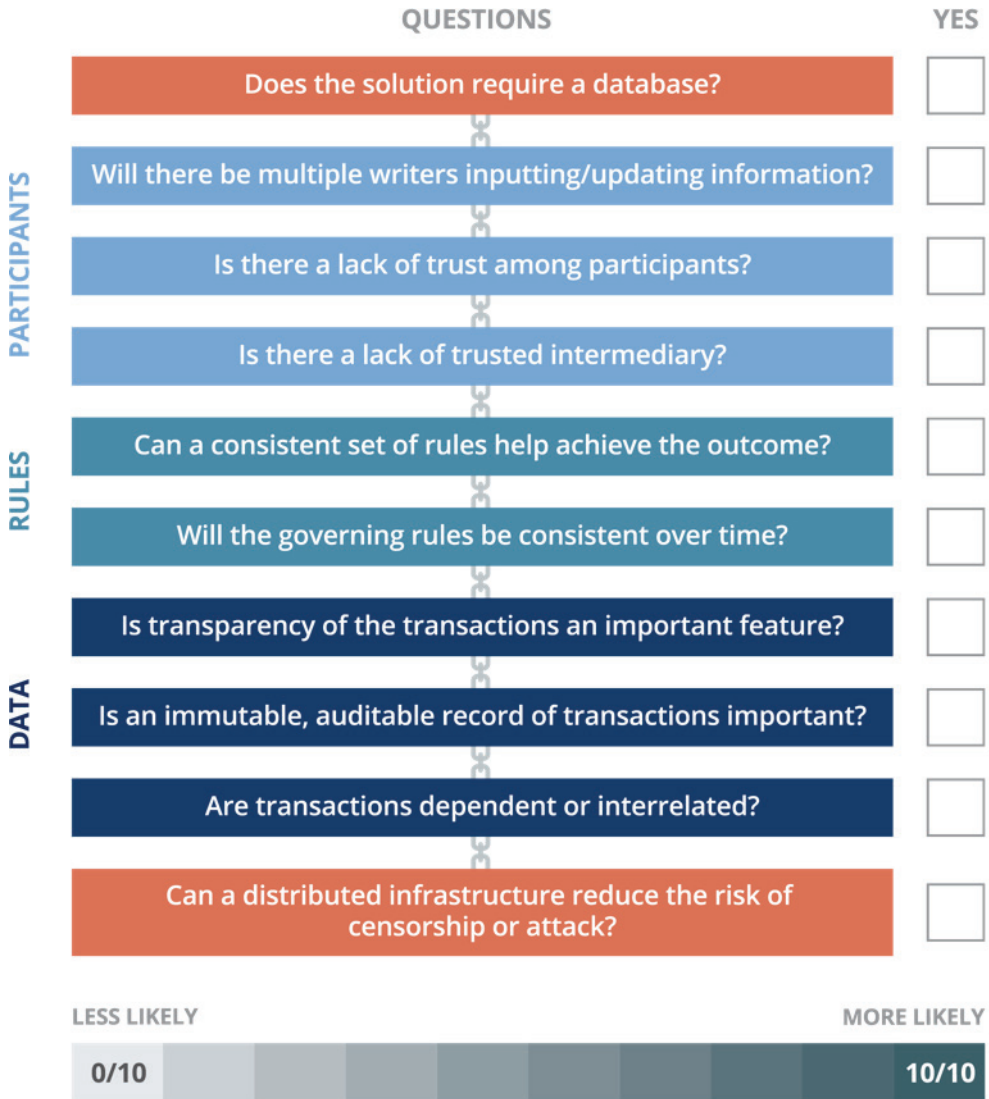 QUESTIONS YES
Does the solution require a database?
PARTICIPANTS
Will there be multiple writers inputting/updating information?
Is there a lack of trust among participants?
Is there a lack of trusted intermediary?
RULES
Can a consistent set of rules help achieve the outcome?
Will the governing rules be consistent over time?
DATA
Is transparency of the transactions an important feature?
Is an immutable, auditable record of transactions important?
Are transactions dependent or interrelated?
Can a distributed infrastructure reduce the risk of
censorship or attack?
LESS LIKELY MORE LIKELY
0/10 10/10